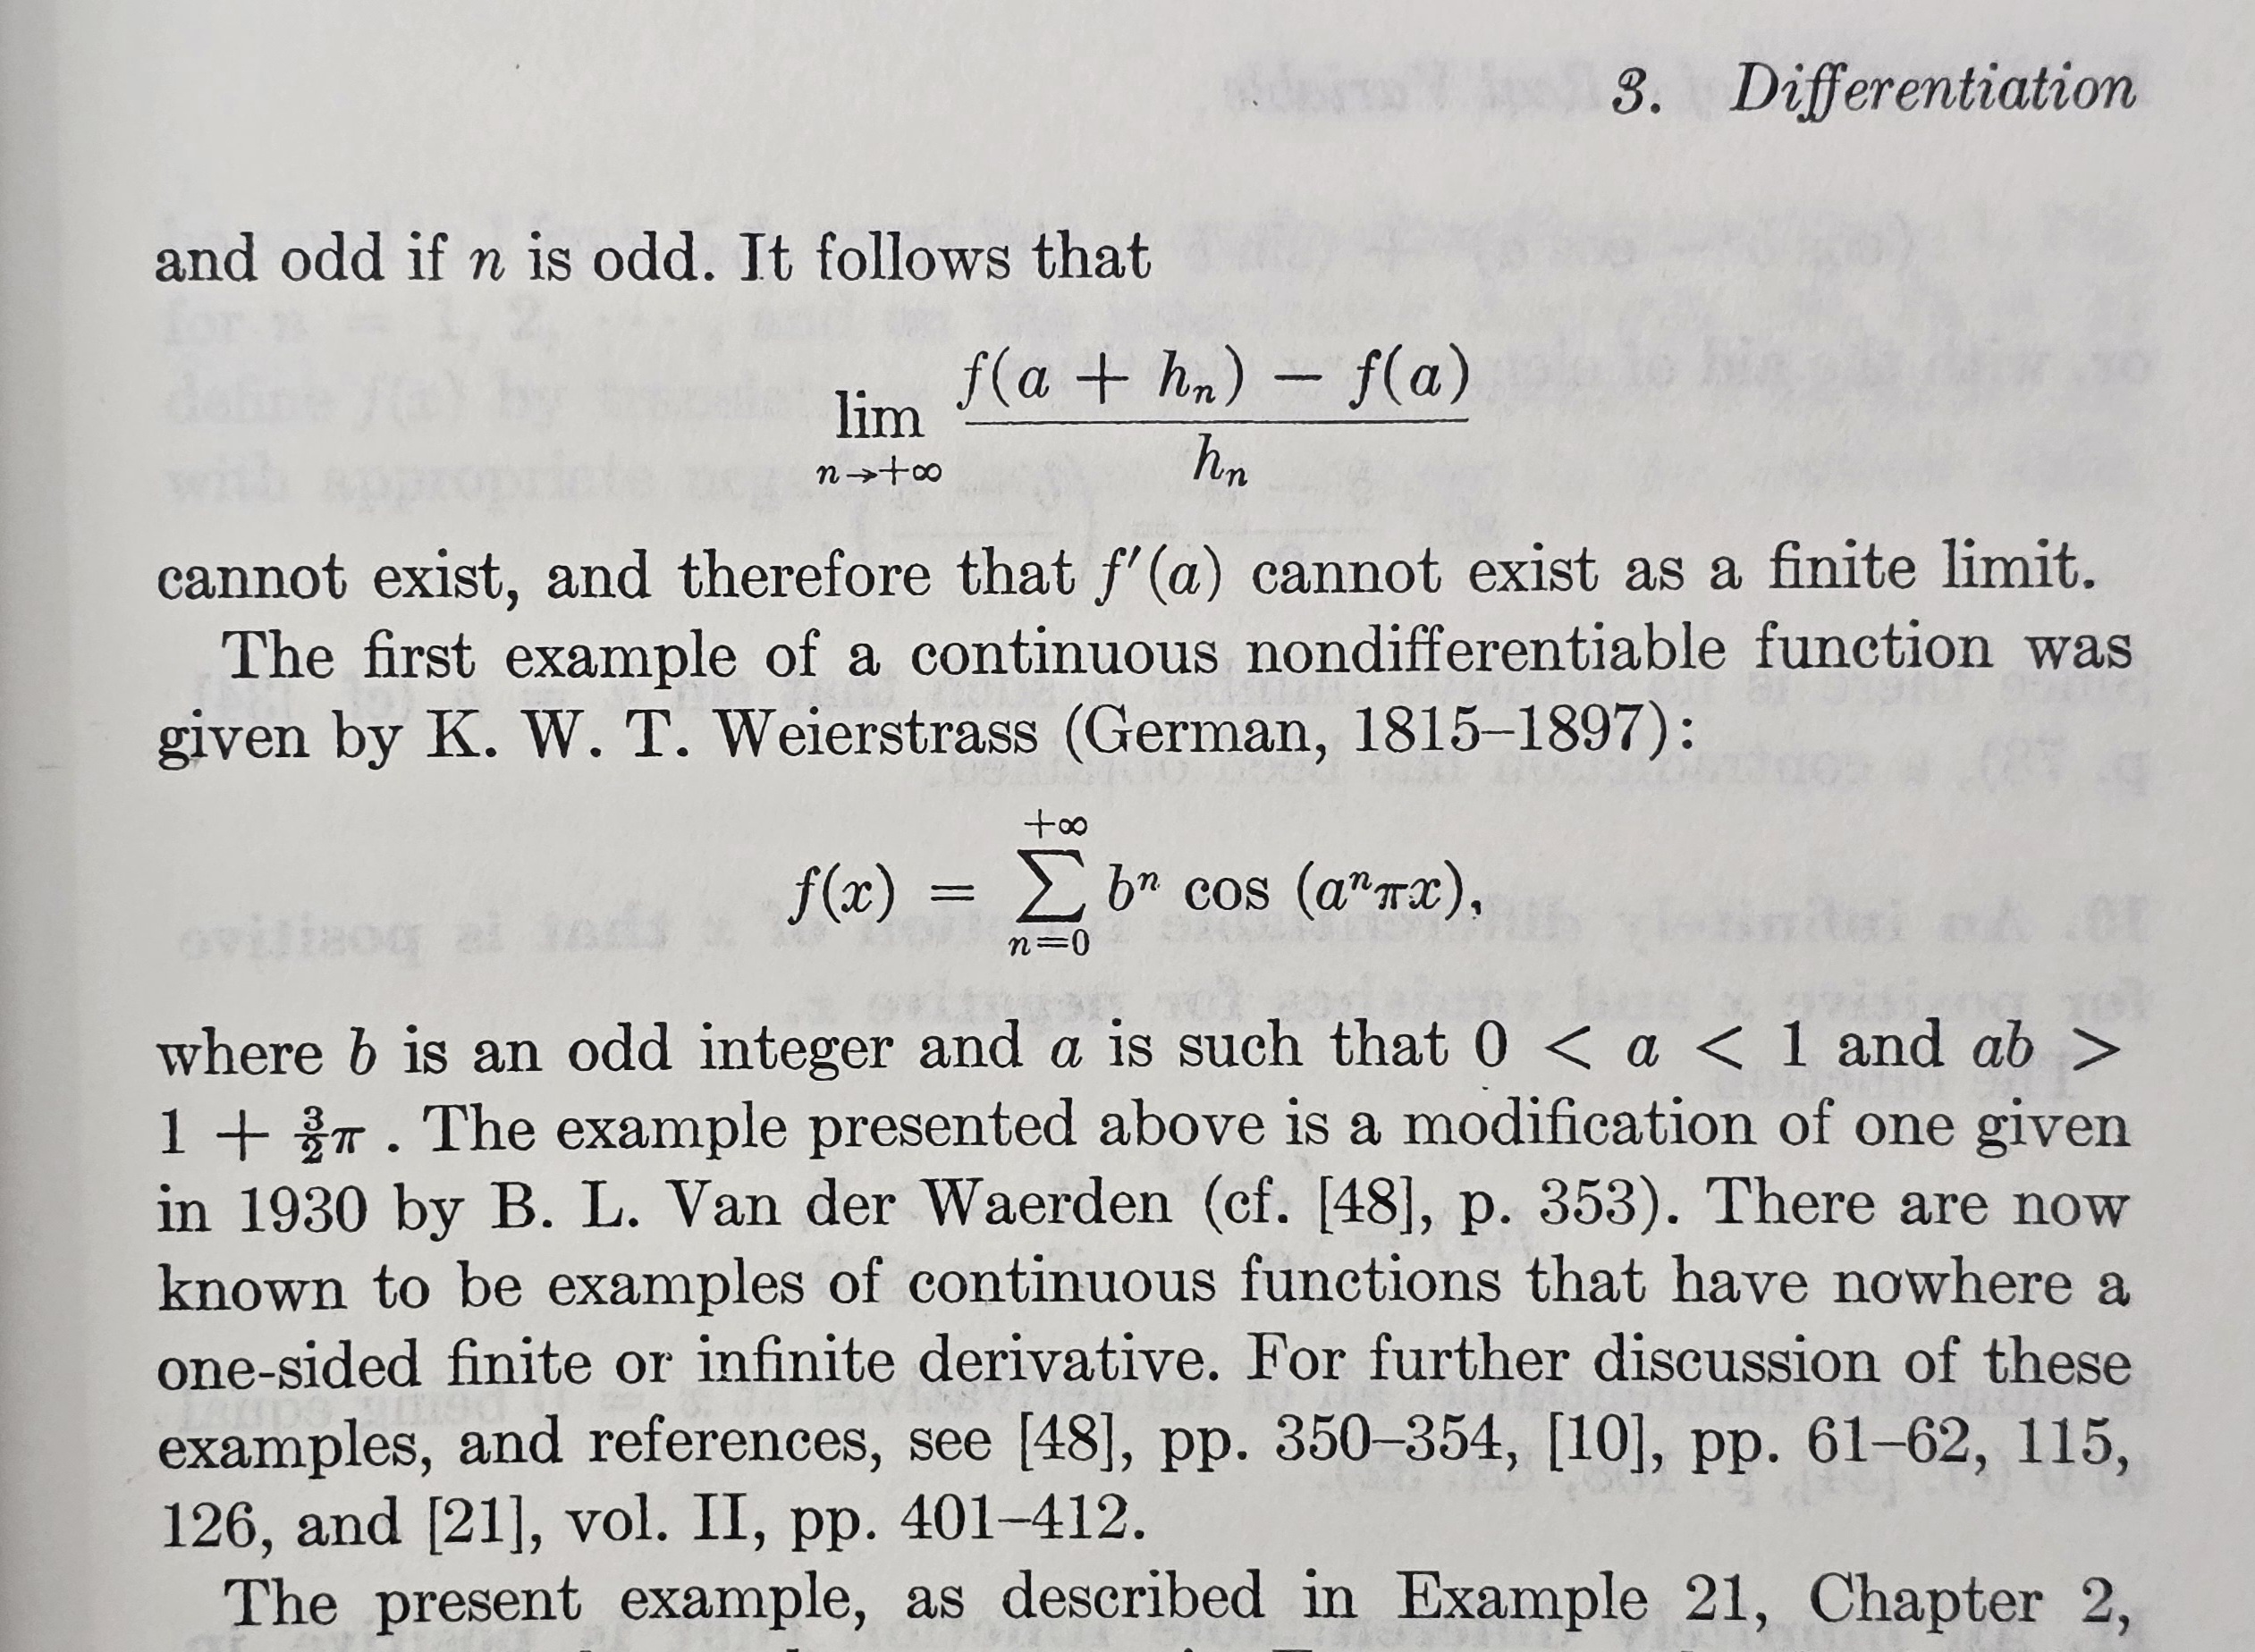 3. Differentiation
and odd if n is odd. It follows that
lim_{n→+∞} \frac{f(a + h_n) − f(a)}{h_n}
cannot exist, and therefore that f′(a) cannot exist as a finite limit.
The first example of a continuous nondifferentiable function was
given by K. W. T. Weierstrass (German, 1815–1897):
f(x) = \sum_{n=0}^{+∞} b^n cos (a^n πx),
where b is an odd integer and a is such that 0 < a < 1 and ab >
1 + \frac{3}{2}π . The example presented above is a modification of one given
in 1930 by B. L. Van der Waerden (cf. [48], p. 353). There are now
known to be examples of continuous functions that have nowhere a
one-sided finite or infinite derivative. For further discussion of these
examples, and references, see [48], pp. 350–354, [10], pp. 61–62, 115,
126, and [21], vol. II, pp. 401–412.
The present example, as described in Example 21, Chapter 2,